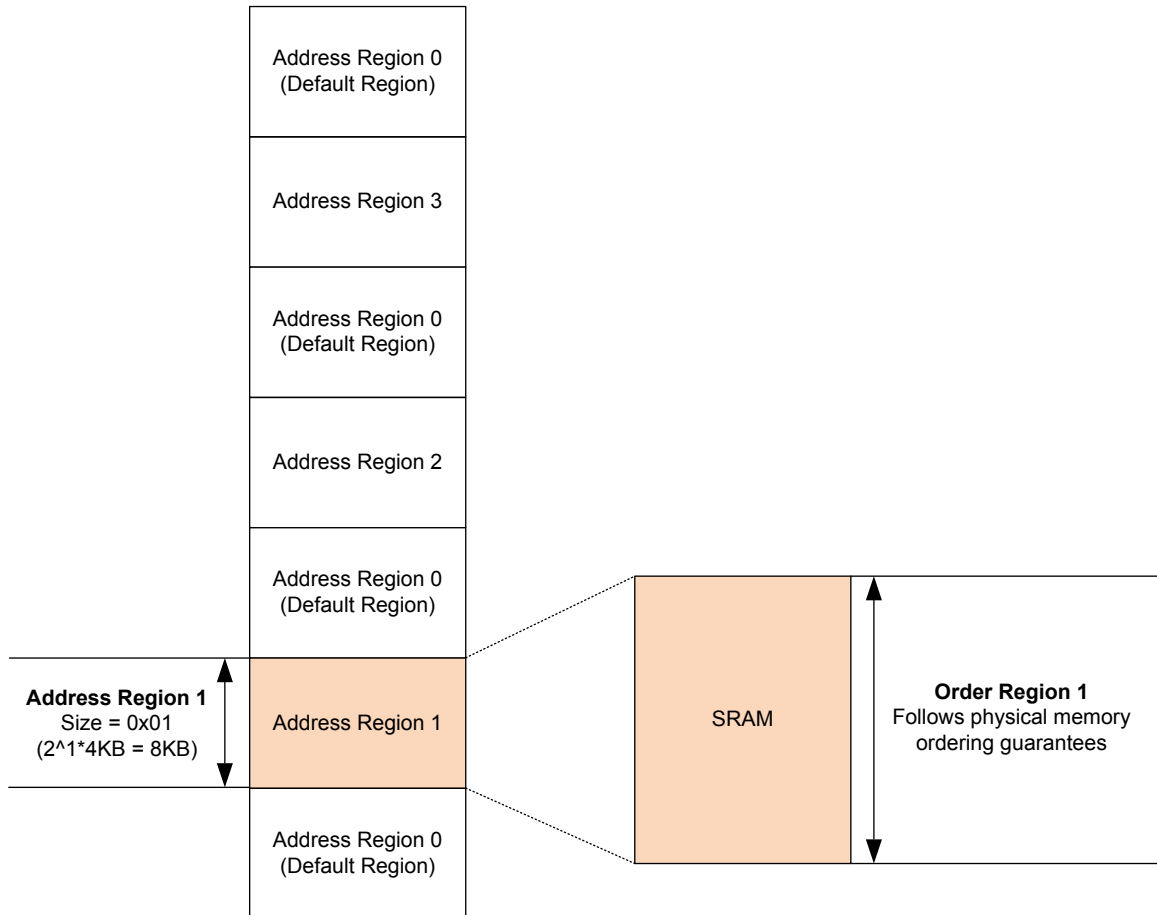 Address Region 0
(Default Region)
Address Region 3
Address Region 0
(Default Region)
Address Region 2
Address Region 0
(Default Region)
Address Region 1
Size = 0x01
(2^1*4KB = 8KB)
Address Region 1
SRAM
Order Region 1
Follows physical memory
ordering guarantees
Address Region 0
(Default Region)